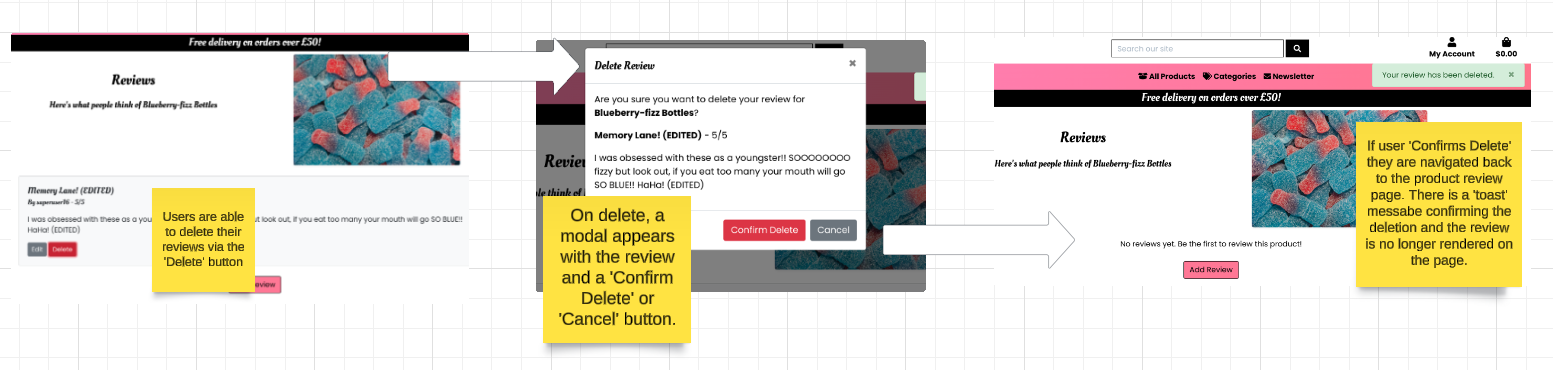 Free delivery on orders over £50!
Reviews
Here's what people think of Blueberry-fizz Bottles
Memory Lane! (EDITED)
By superuser16 - 5/5
I was obsessed with these as a you
ut look out, if you eat too many your mouth will go SO BLUE!!
HaHa! (EDITED)
Edit Delete
eview
Users are able
to delete their
reviews via the
'Delete' button
Delete Review
×
Are you sure you want to delete your review for
Blueberry-fizz Bottles?
Memory Lane! (EDITED) - 5/5
I was obsessed with these as a youngster!! SOOOOOOOO
fizzy but look out, if you eat too many your mouth will go
SO BLUE!! HaHa! (EDITED)
Confirm Delete Cancel
Review
On delete, a
modal appears
with the review
and a 'Confirm
Delete' or
'Cancel' button.
Search our site
My Account $0.00
All Products Categories Newsletter
Your review has been deleted. ×
Free delivery on orders over £50!
Reviews
Here's what people think of Blueberry-fizz Bottles
No reviews yet. Be the first to review this product!
Add Review
If user 'Confirms Delete'
they are navigated back
to the product review
page. There is a 'toast'
messabe confirming the
deletion and the review
is no longer rendered on
the page.